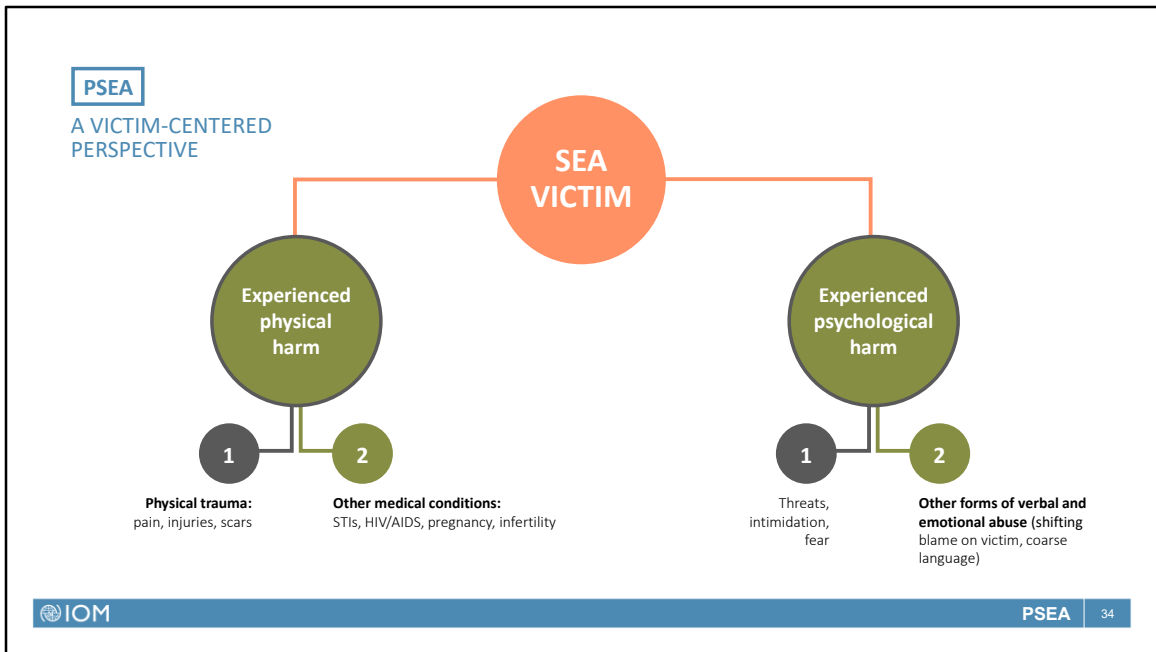 PSEA
A VICTIM-CENTERED
PERSPECTIVE
SEA
VICTIM
Experienced
physical
harm
Experienced
psychological
harm
1
2
1
2
Physical trauma:
pain, injuries, scars
Other medical conditions:
STIs, HIV/AIDS, pregnancy, infertility
Threats,
intimidation,
fear
Other forms of verbal and
emotional abuse (shifting
blame on victim, coarse
language)
IOM
PSEA
34